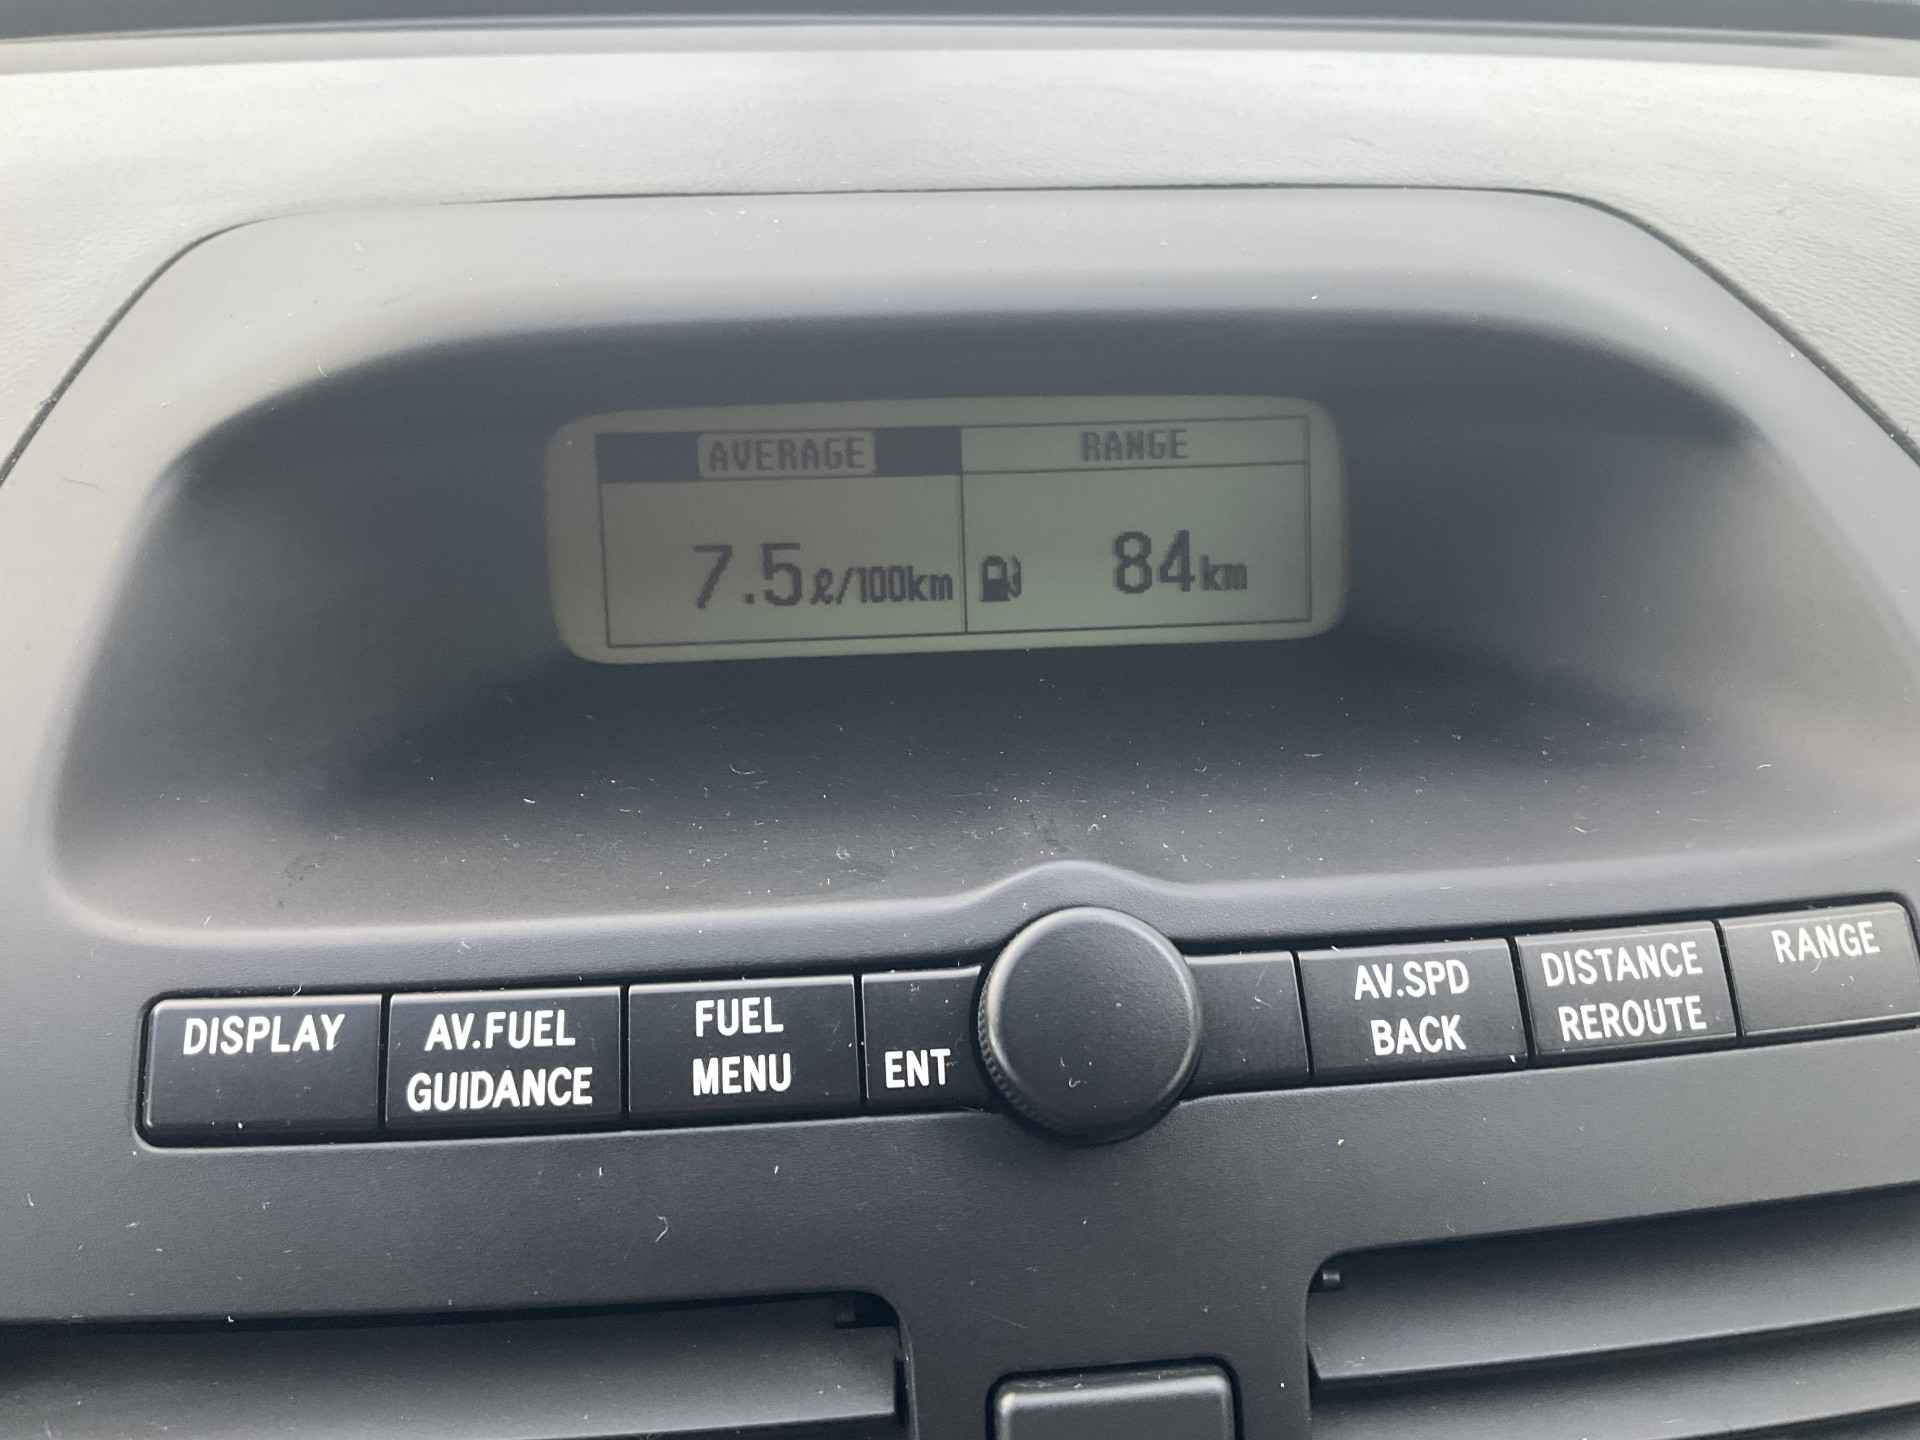 AVERAGE RANGE
7.5ℓ/100km 84km
DISPLAY AV.FUEL FUEL AV.SPD DISTANCE RANGE
GUIDANCE MENU ENT BACK REROUTE